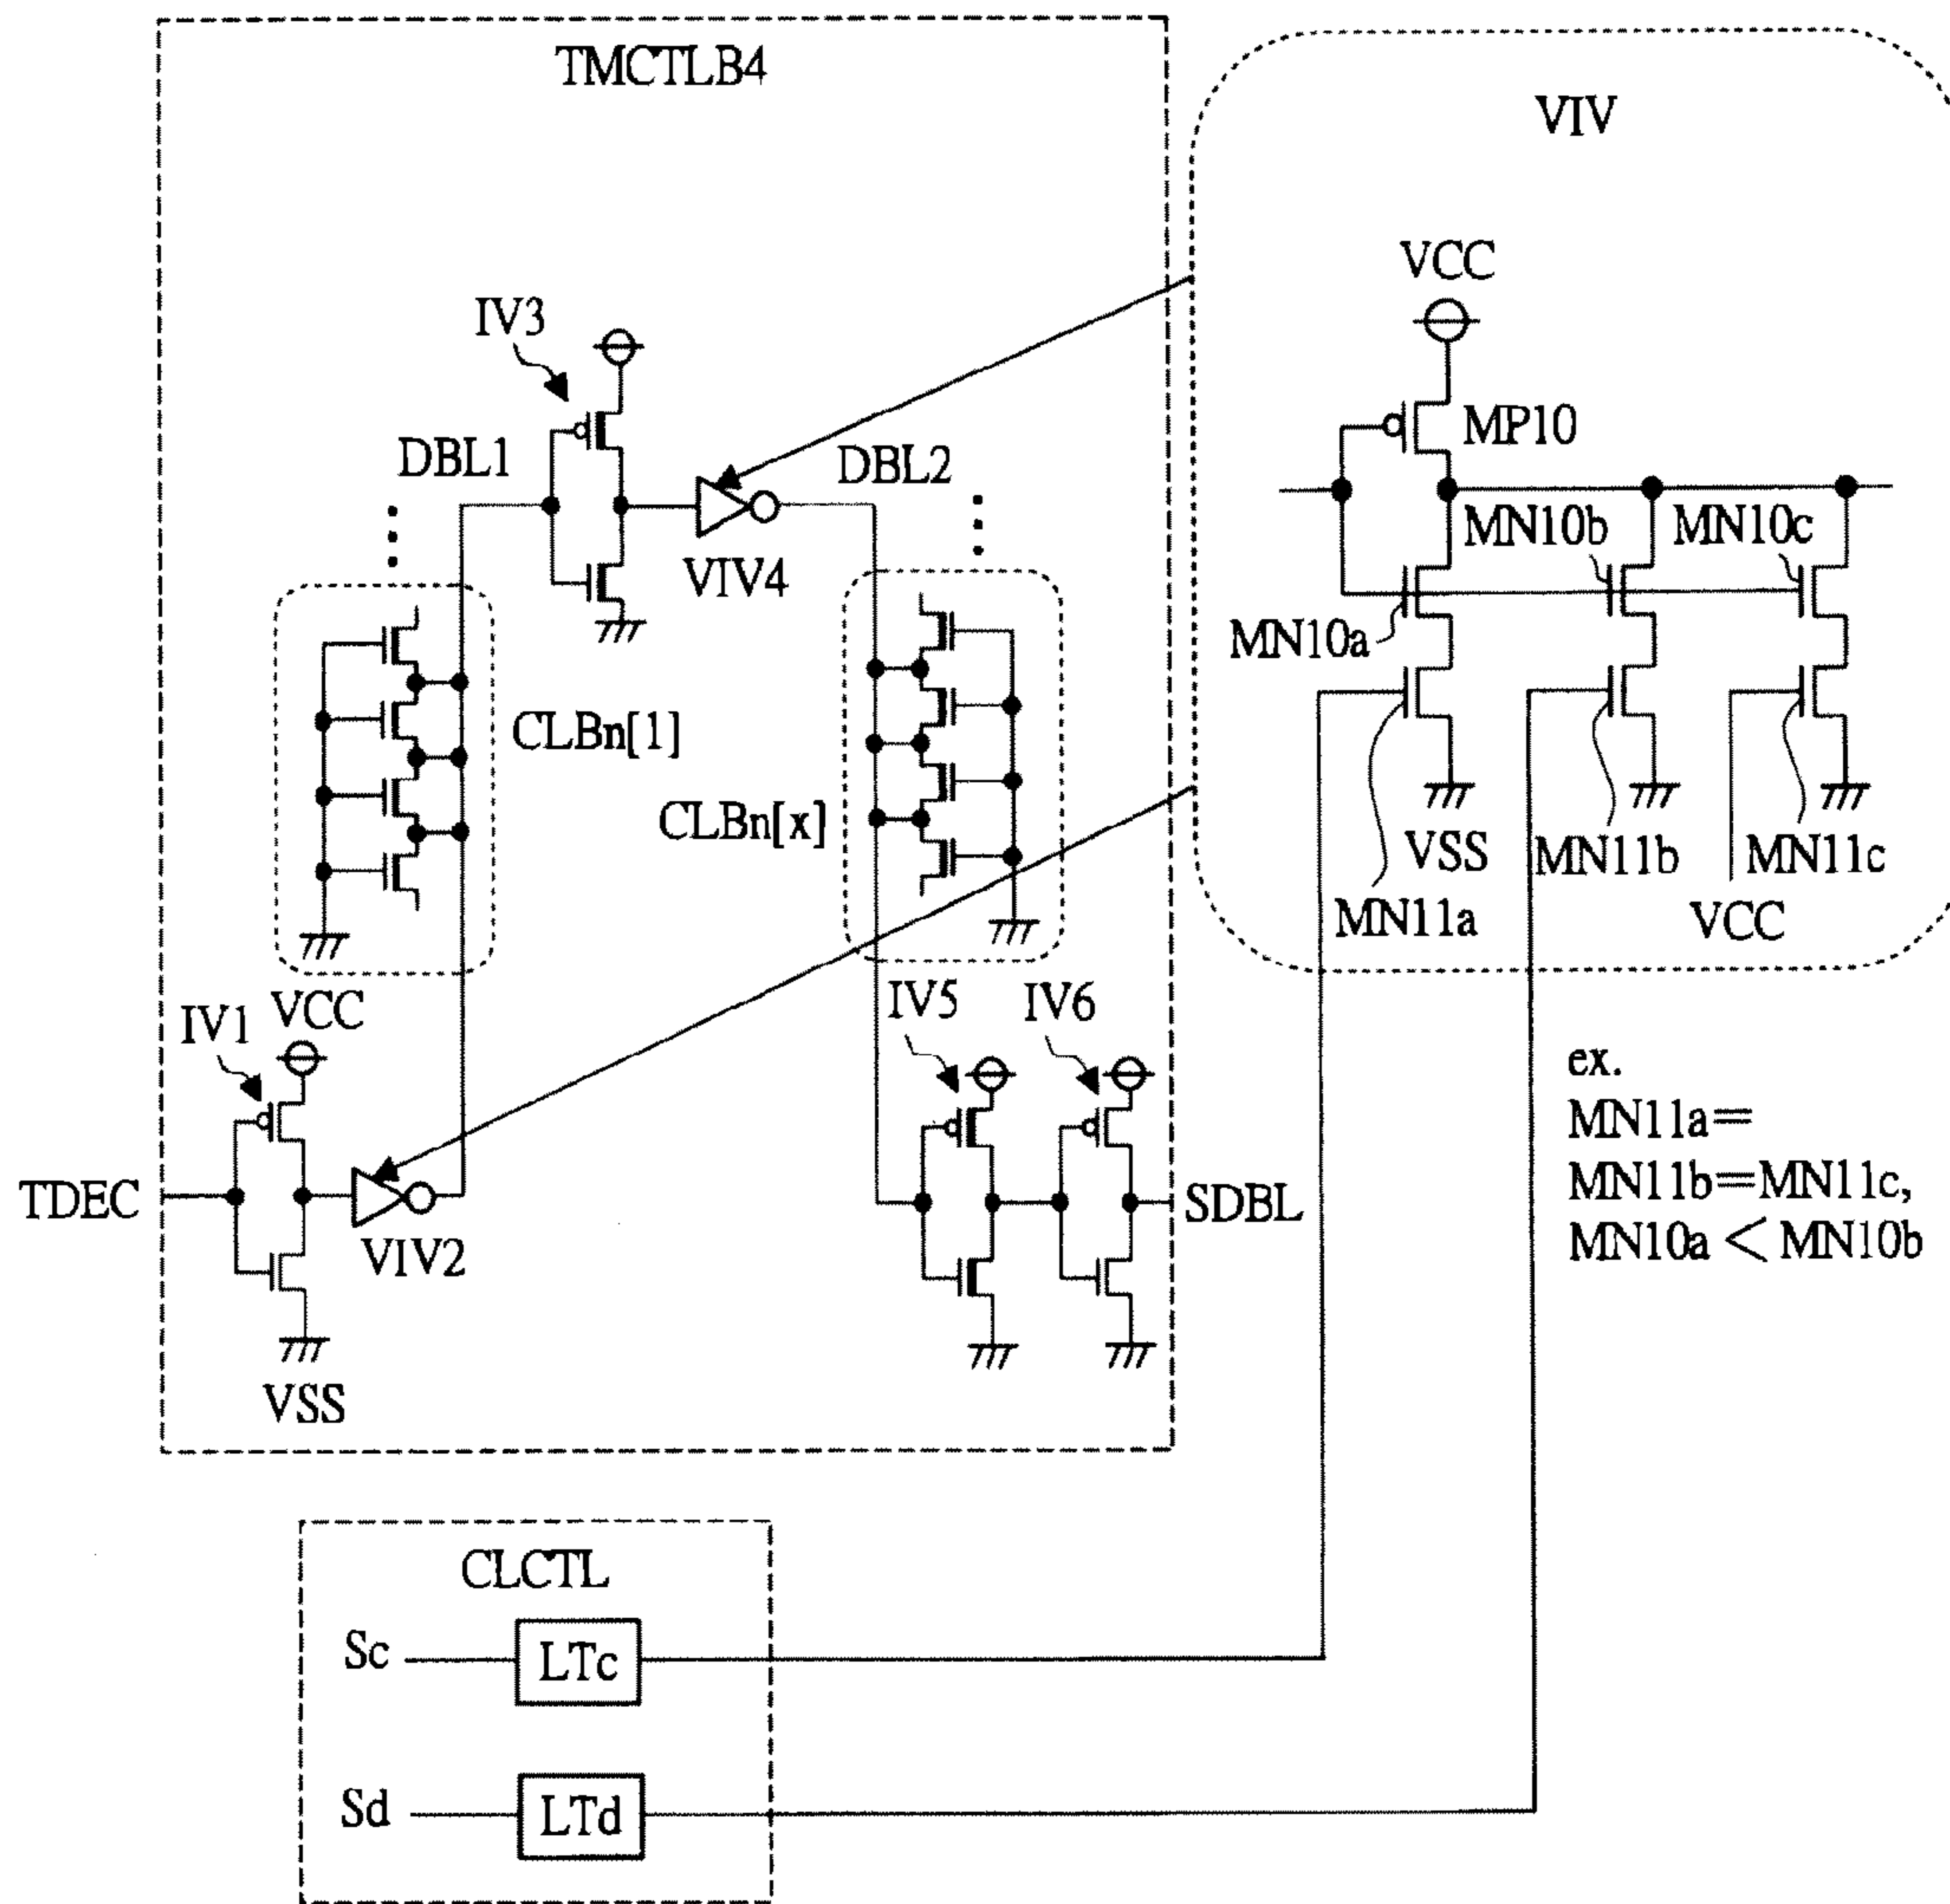 TMCTLB4
VIV
VCC
IV3
MP10
DBL1
DBL2
MN10b
MN10c
VIV4
MN10a
CLBn[1]
CLBn[x]
VSS
MN11b
MN11c
MN11a
VCC
IV1
VCC
IV5
IV6
ex.
MN11a=
MN11b=MN11c,
MN10a < MN10b
TDEC
VIV2
SDBL
VSS
CLCTL
Sc
LTc
Sd
LTd